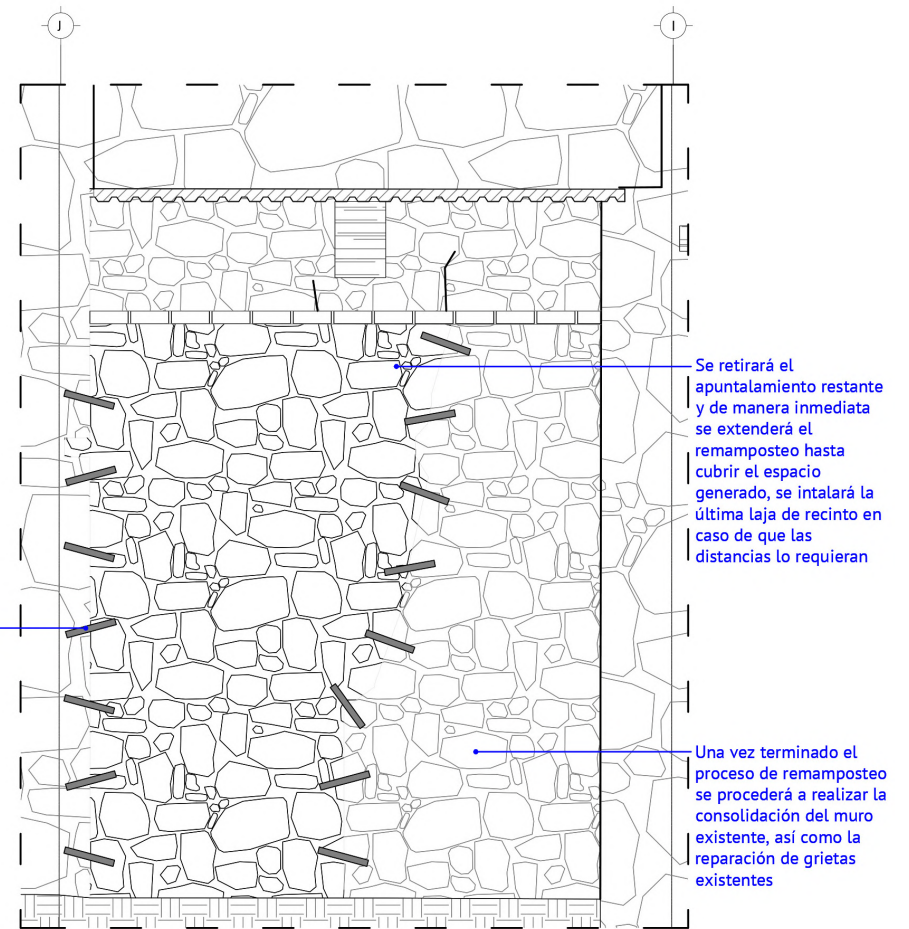 J
I
Se retirará el
apuntalamiento restante
y de manera inmediata
se extenderá el
remamposteo hasta
cubrir el espacio
generado, se intalará la
última laja de recinto en
caso de que las
distancias lo requieran
Una vez terminado el
proceso de remamposteo
se procederá a realizar la
consolidación del muro
existente, así como la
reparación de grietas
existentes